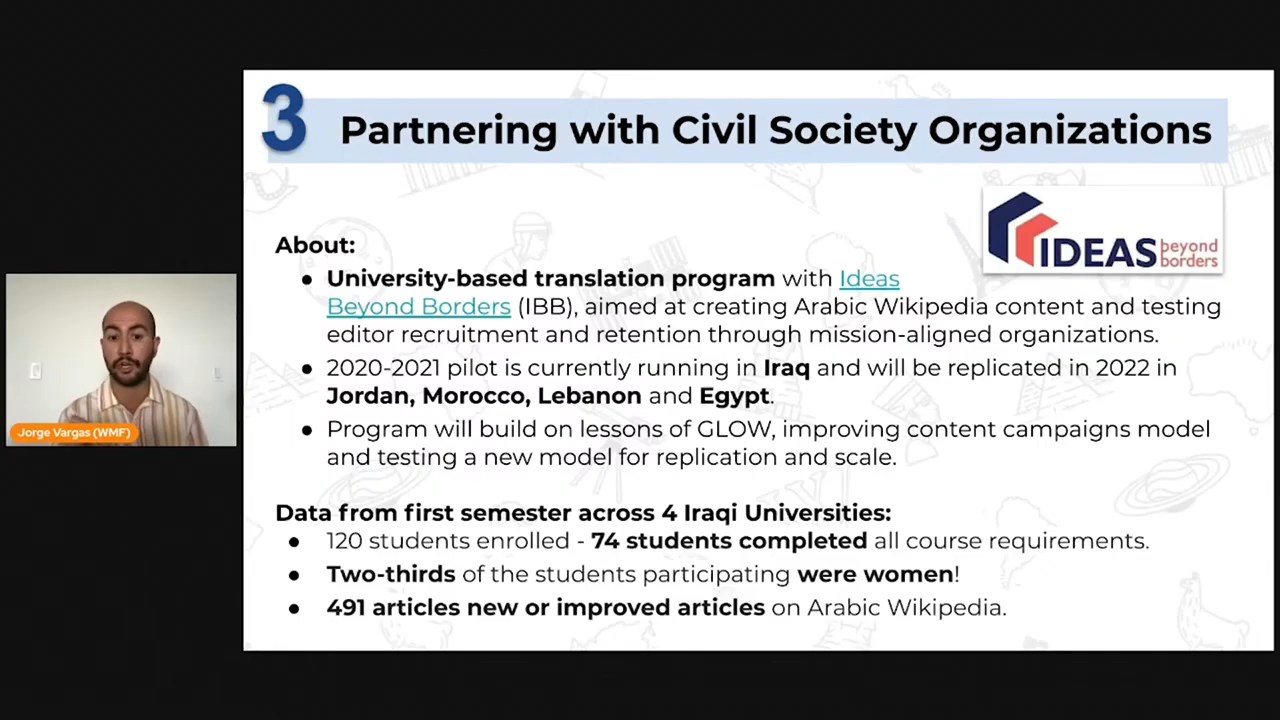 3 Partnering with Civil Society Organizations
IDEAS beyond borders
About:
● University-based translation program with Ideas
Beyond Borders (IBB), aimed at creating Arabic Wikipedia content and testing
editor recruitment and retention through mission-aligned organizations.
● 2020-2021 pilot is currently running in Iraq and will be replicated in 2022 in
Jordan, Morocco, Lebanon and Egypt.
● Program will build on lessons of GLOW, improving content campaigns model
and testing a new model for replication and scale.
Data from first semester across 4 Iraqi Universities:
● 120 students enrolled - 74 students completed all course requirements.
● Two-thirds of the students participating were women!
● 491 articles new or improved articles on Arabic Wikipedia.
Jorge Vargas (WMF)